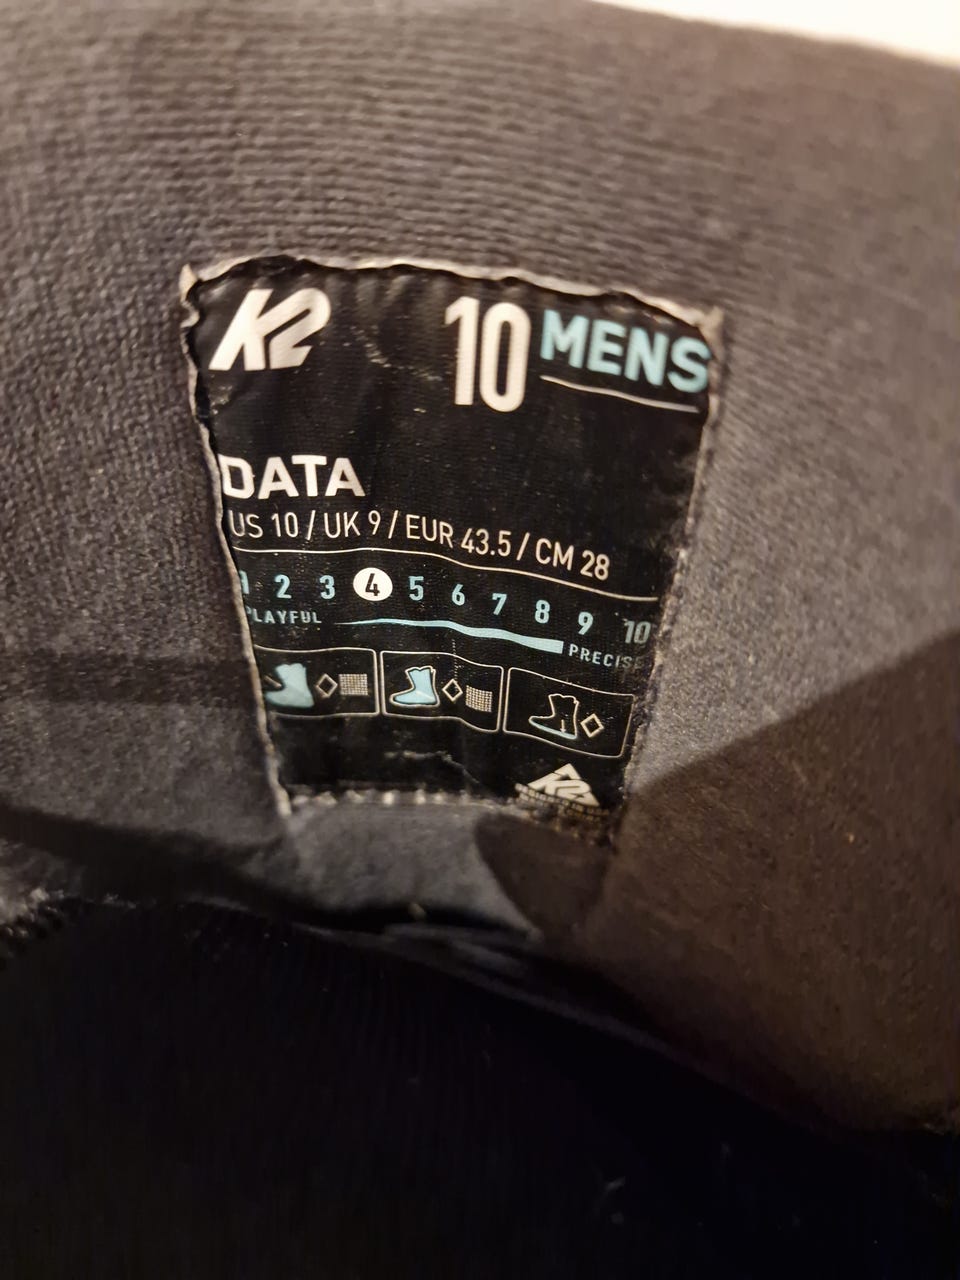 K2
10 MENS
DATA
US 10 / UK 9 / EUR 43.5 / CM 28
1 2 3 4 5 6 7 8 9 10
PLAYFUL
PRECISE
K2